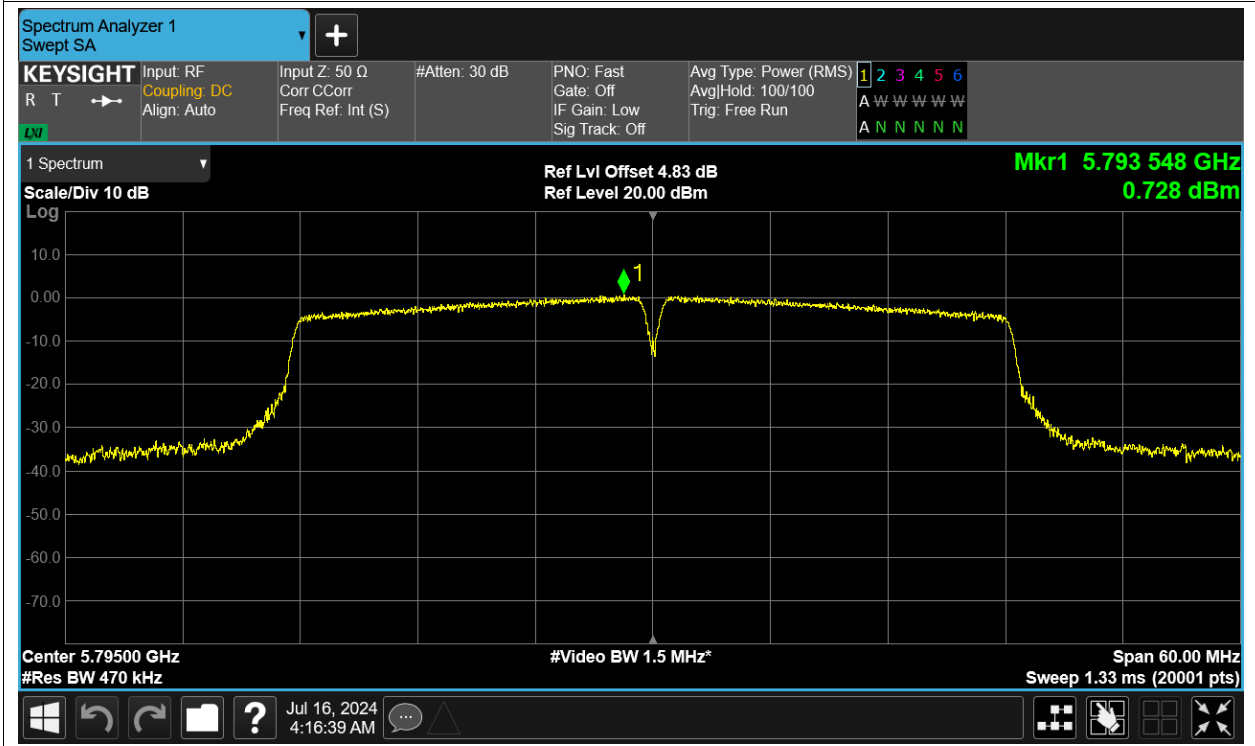 Spectrum Analyzer 1
Swept SA
KEYSIGHT
R T
LXI
Input: RF
Coupling: DC
Align: Auto
Input Z: 50 Ω
Corr CCorr
Freq Ref: Int (S)
#Atten: 30 dB
PNO: Fast
Gate: Off
IF Gain: Low
Sig Track: Off
Avg Type: Power (RMS)
Avg|Hold: 100/100
Trig: Free Run
1 2 3 4 5 6
A W W W W W
A N N N N N
1 Spectrum
Scale/Div 10 dB
Log
Ref Lvl Offset 4.83 dB
Ref Level 20.00 dBm
Mkr1 5.793 548 GHz
0.728 dBm
1
10.0
0.00
-10.0
-20.0
-30.0
-40.0
-50.0
-60.0
-70.0
Center 5.79500 GHz
#Res BW 470 kHz
#Video BW 1.5 MHz*
Span 60.00 MHz
Sweep 1.33 ms (20001 pts)
?
Jul 16, 2024
4:16:39 AM